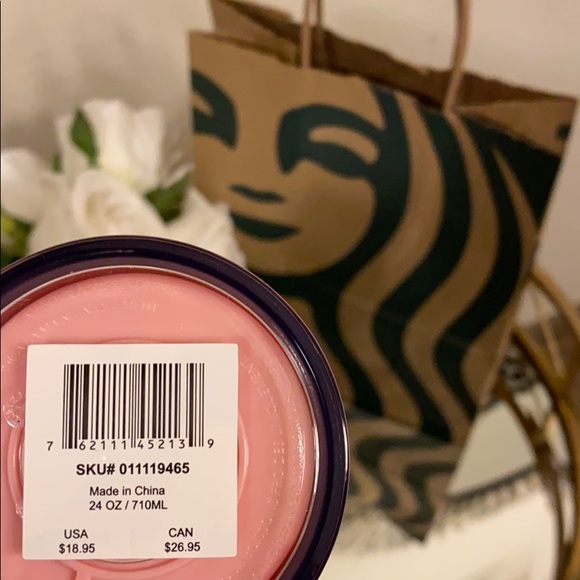 7 62111 45213 9
SKU# 011119465
Made in China
24 OZ / 710ML
USA CAN
$18.95 $26.95